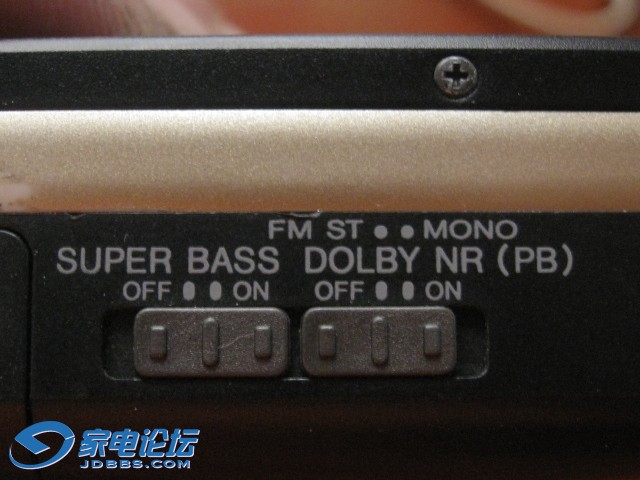 FM ST ●● MONO
SUPER BASS DOLBY NR (PB)
OFF ON OFF ON
家电论坛
JDBBS.COM